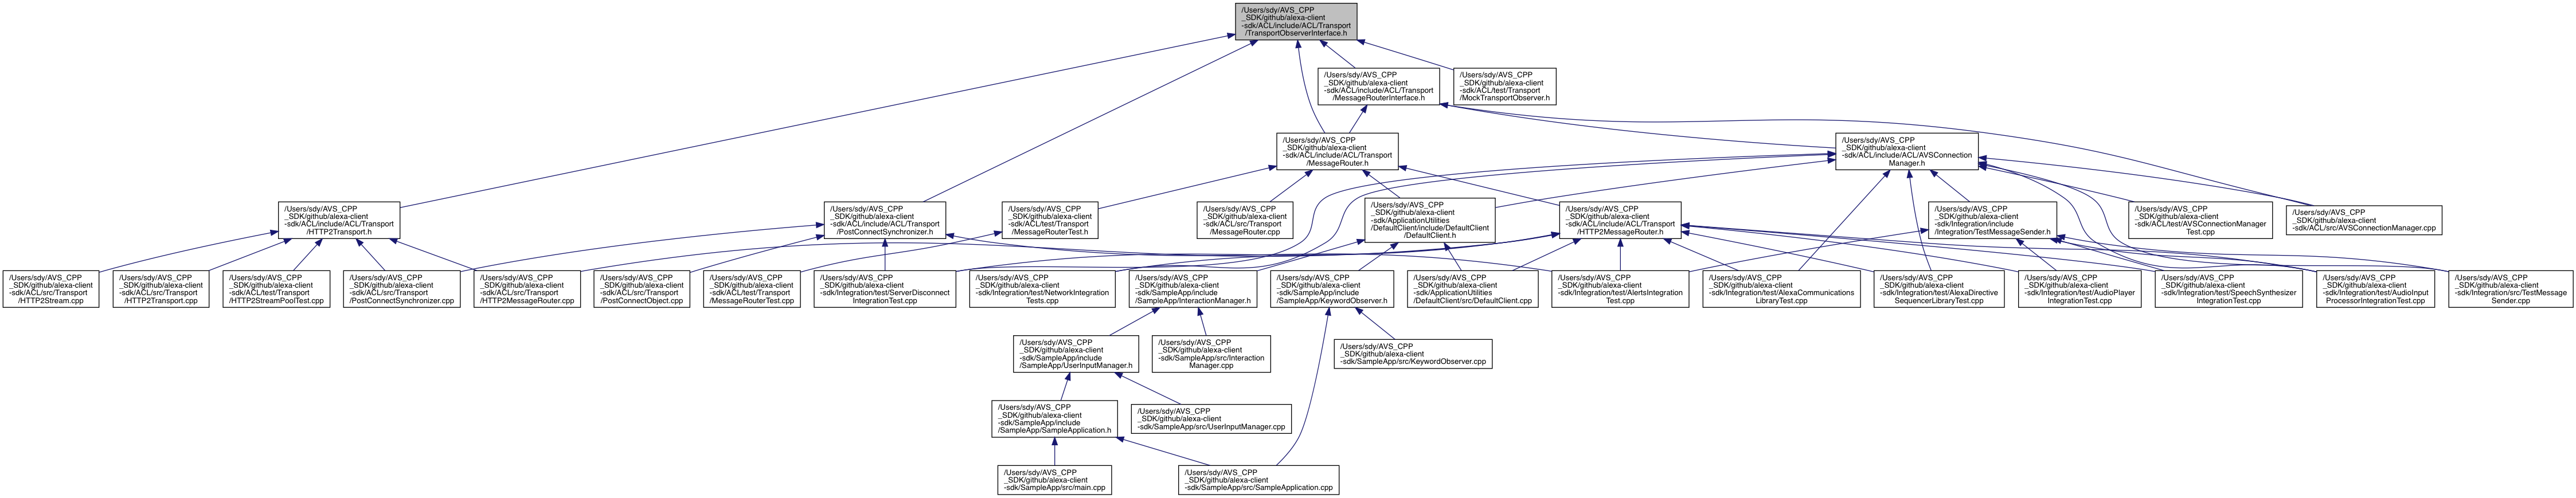 /Users/sdy/AVS_CPP
_SDK/github/alexa-client
-sdk/ACL/include/ACL/Transport
/TransportObserverInterface.h
/Users/sdy/AVS_CPP
_SDK/github/alexa-client
-sdk/ACL/include/ACL/Transport
/MessageRouterInterface.h
/Users/sdy/AVS_CPP
_SDK/github/alexa-client
-sdk/ACL/test/Transport
/MockTransportObserver.h
/Users/sdy/AVS_CPP
_SDK/github/alexa-client
-sdk/ACL/include/ACL/Transport
/MessageRouter.h
/Users/sdy/AVS_CPP
_SDK/github/alexa-client
-sdk/ACL/include/ACL/AVSConnection
Manager.h
/Users/sdy/AVS_CPP
_SDK/github/alexa-client
-sdk/ACL/include/ACL/Transport
/HTTP2Transport.h
/Users/sdy/AVS_CPP
_SDK/github/alexa-client
-sdk/ACL/include/ACL/Transport
/PostConnectSynchronizer.h
/Users/sdy/AVS_CPP
_SDK/github/alexa-client
-sdk/ACL/test/Transport
/MessageRouterTest.h
/Users/sdy/AVS_CPP
_SDK/github/alexa-client
-sdk/ACL/src/Transport
/MessageRouter.cpp
/Users/sdy/AVS_CPP
_SDK/github/alexa-client
-sdk/ApplicationUtilities
/DefaultClient/include/DefaultClient
/DefaultClient.h
/Users/sdy/AVS_CPP
_SDK/github/alexa-client
-sdk/ACL/include/ACL/Transport
/HTTP2MessageRouter.h
/Users/sdy/AVS_CPP
_SDK/github/alexa-client
-sdk/Integration/include
/Integration/TestMessageSender.h
/Users/sdy/AVS_CPP
_SDK/github/alexa-client
-sdk/ACL/test/AVSConnectionManager
Test.cpp
/Users/sdy/AVS_CPP
_SDK/github/alexa-client
-sdk/ACL/src/AVSConnectionManager.cpp
/Users/sdy/AVS_CPP
_SDK/github/alexa-client
-sdk/ACL/src/Transport
/HTTP2Stream.cpp
/Users/sdy/AVS_CPP
_SDK/github/alexa-client
-sdk/ACL/src/Transport
/HTTP2Transport.cpp
/Users/sdy/AVS_CPP
_SDK/github/alexa-client
-sdk/ACL/test/Transport
/HTTP2StreamPoolTest.cpp
/Users/sdy/AVS_CPP
_SDK/github/alexa-client
-sdk/ACL/src/Transport
/PostConnectSynchronizer.cpp
/Users/sdy/AVS_CPP
_SDK/github/alexa-client
-sdk/ACL/src/Transport
/HTTP2MessageRouter.cpp
/Users/sdy/AVS_CPP
_SDK/github/alexa-client
-sdk/ACL/src/Transport
/PostConnectObject.cpp
/Users/sdy/AVS_CPP
_SDK/github/alexa-client
-sdk/ACL/test/Transport
/MessageRouterTest.cpp
/Users/sdy/AVS_CPP
_SDK/github/alexa-client
-sdk/Integration/test/ServerDisconnect
IntegrationTest.cpp
/Users/sdy/AVS_CPP
_SDK/github/alexa-client
-sdk/Integration/test/NetworkIntegration
Tests.cpp
/Users/sdy/AVS_CPP
_SDK/github/alexa-client
-sdk/SampleApp/include
/SampleApp/InteractionManager.h
/Users/sdy/AVS_CPP
_SDK/github/alexa-client
-sdk/SampleApp/include
/SampleApp/KeywordObserver.h
/Users/sdy/AVS_CPP
_SDK/github/alexa-client
-sdk/ApplicationUtilities
/DefaultClient/src/DefaultClient.cpp
/Users/sdy/AVS_CPP
_SDK/github/alexa-client
-sdk/Integration/test/AlertsIntegration
Test.cpp
/Users/sdy/AVS_CPP
_SDK/github/alexa-client
-sdk/Integration/test/AlexaCommunications
LibraryTest.cpp
/Users/sdy/AVS_CPP
_SDK/github/alexa-client
-sdk/Integration/test/AlexaDirective
SequencerLibraryTest.cpp
/Users/sdy/AVS_CPP
_SDK/github/alexa-client
-sdk/Integration/test/AudioPlayer
IntegrationTest.cpp
/Users/sdy/AVS_CPP
_SDK/github/alexa-client
-sdk/Integration/test/SpeechSynthesizer
IntegrationTest.cpp
/Users/sdy/AVS_CPP
_SDK/github/alexa-client
-sdk/Integration/test/AudioInput
ProcessorIntegrationTest.cpp
/Users/sdy/AVS_CPP
_SDK/github/alexa-client
-sdk/Integration/src/TestMessage
Sender.cpp
/Users/sdy/AVS_CPP
_SDK/github/alexa-client
-sdk/SampleApp/include
/SampleApp/UserInputManager.h
/Users/sdy/AVS_CPP
_SDK/github/alexa-client
-sdk/SampleApp/src/Interaction
Manager.cpp
/Users/sdy/AVS_CPP
_SDK/github/alexa-client
-sdk/SampleApp/src/KeywordObserver.cpp
/Users/sdy/AVS_CPP
_SDK/github/alexa-client
-sdk/SampleApp/include
/SampleApp/SampleApplication.h
/Users/sdy/AVS_CPP
_SDK/github/alexa-client
-sdk/SampleApp/src/UserInputManager.cpp
/Users/sdy/AVS_CPP
_SDK/github/alexa-client
-sdk/SampleApp/src/main.cpp
/Users/sdy/AVS_CPP
_SDK/github/alexa-client
-sdk/SampleApp/src/SampleApplication.cpp